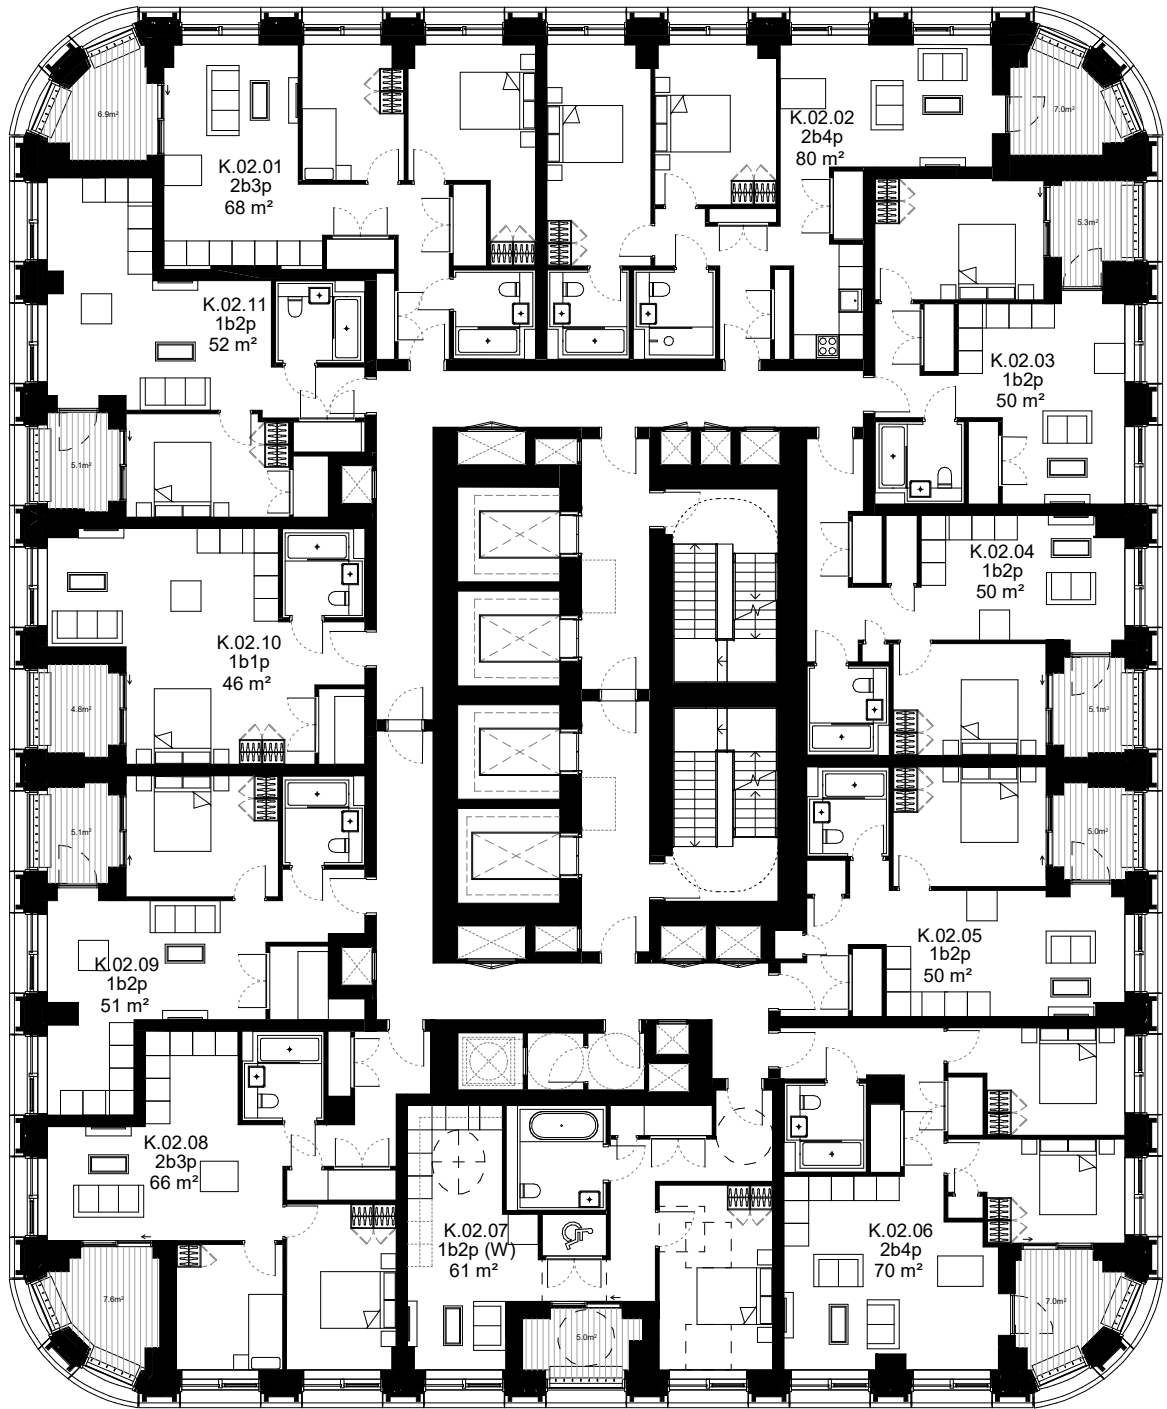 6.9m²
K.02.01
2b3p
68 m²
K.02.02
2b4p
80 m²
7.0m²
5.3m²
K.02.11
1b2p
52 m²
K.02.03
1b2p
50 m²
5.1m²
K.02.04
1b2p
50 m²
K.02.10
1b1p
46 m²
4.8m²
5.1m²
5.1m²
5.0m²
K.02.09
1b2p
51 m²
K.02.05
1b2p
50 m²
K.02.08
2b3p
66 m²
K.02.07
1b2p (W)
61 m²
K.02.06
2b4p
70 m²
7.6m²
5.0m²
7.0m²